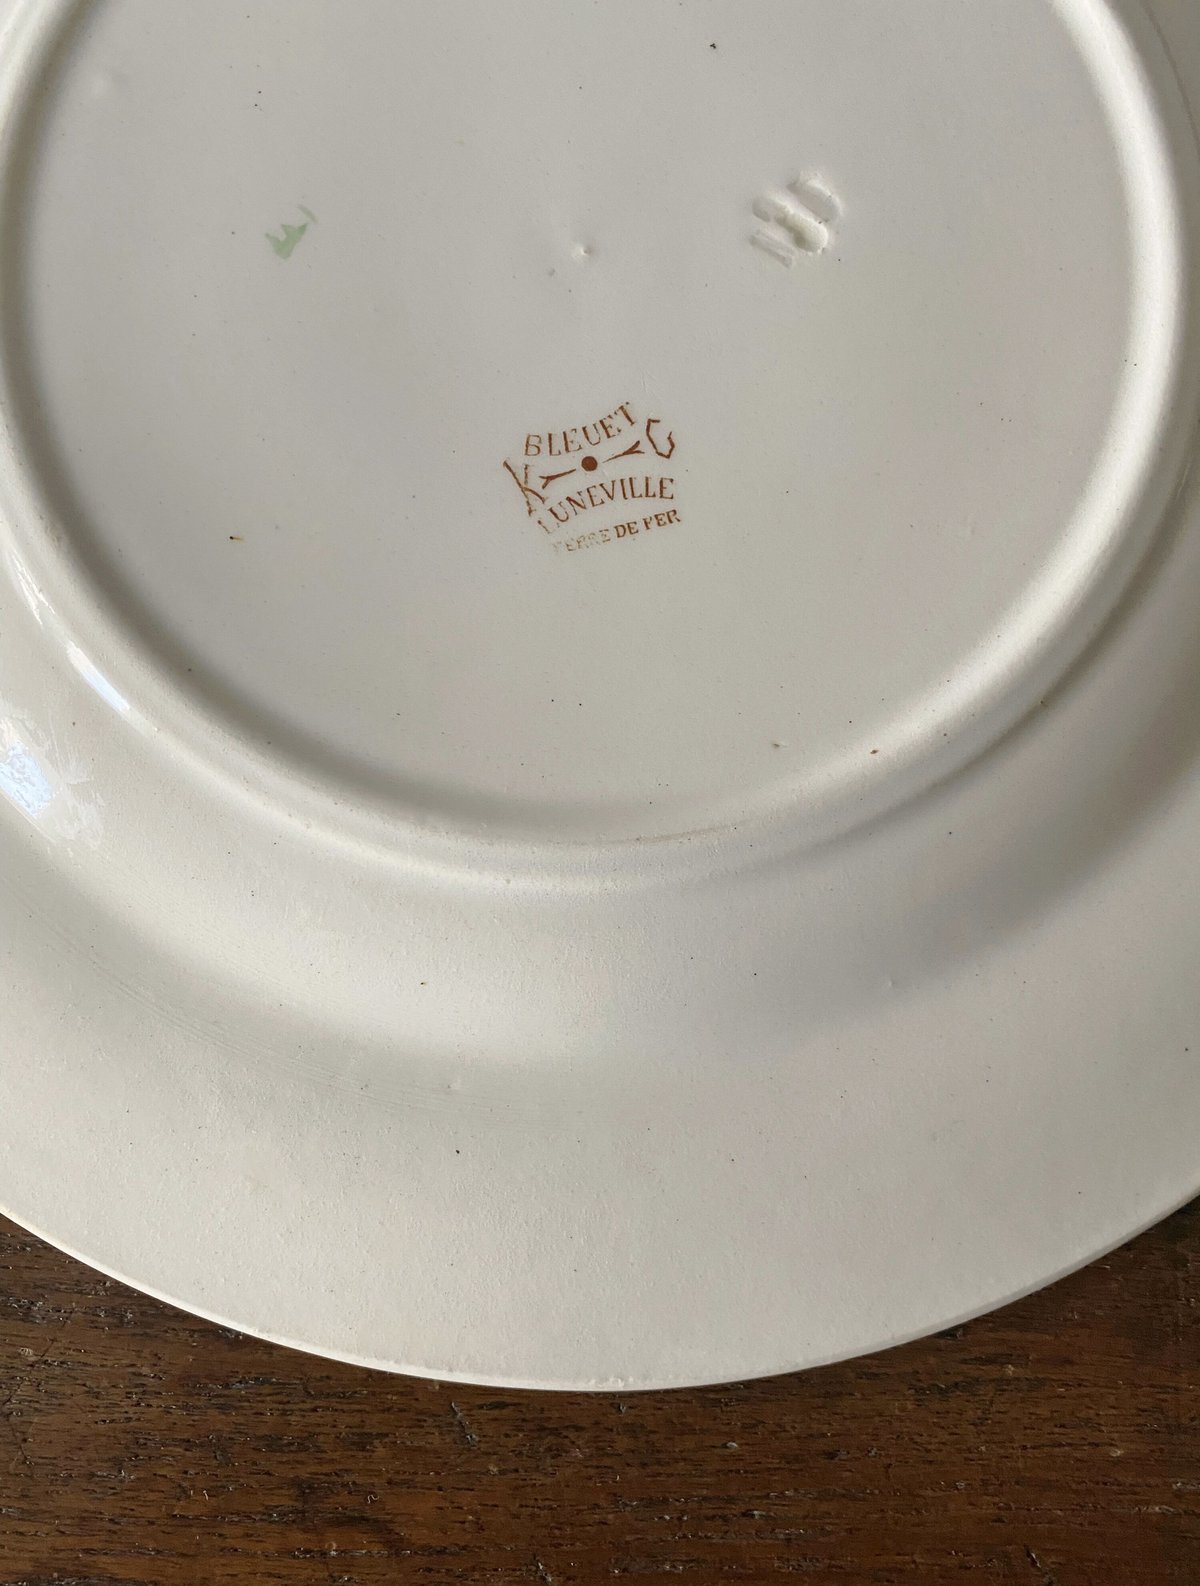 BLEUET
K G
LUNEVILLE
TERRE DE FER